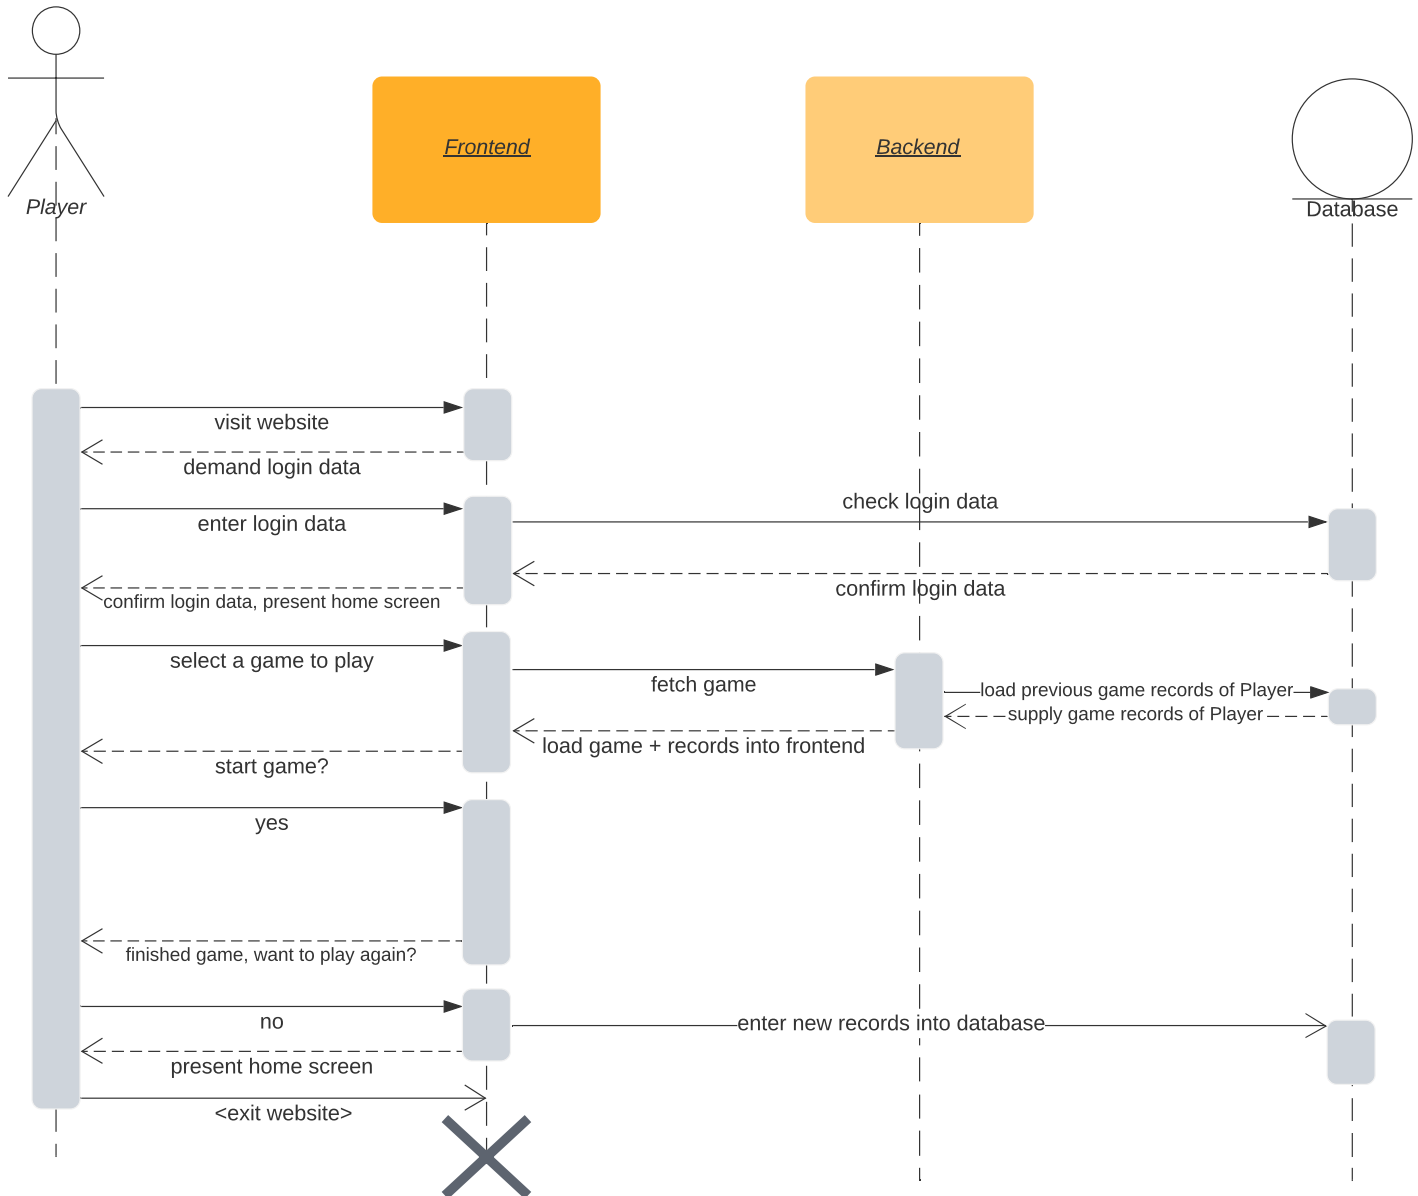 Frontend
Backend
Player
Database
visit website
demand login data
enter login data
check login data
confirm login data
confirm login data, present home screen
select a game to play
fetch game
load previous game records of Player
supply game records of Player
load game + records into frontend
start game?
yes
finished game, want to play again?
no
enter new records into database
present home screen
<exit website>